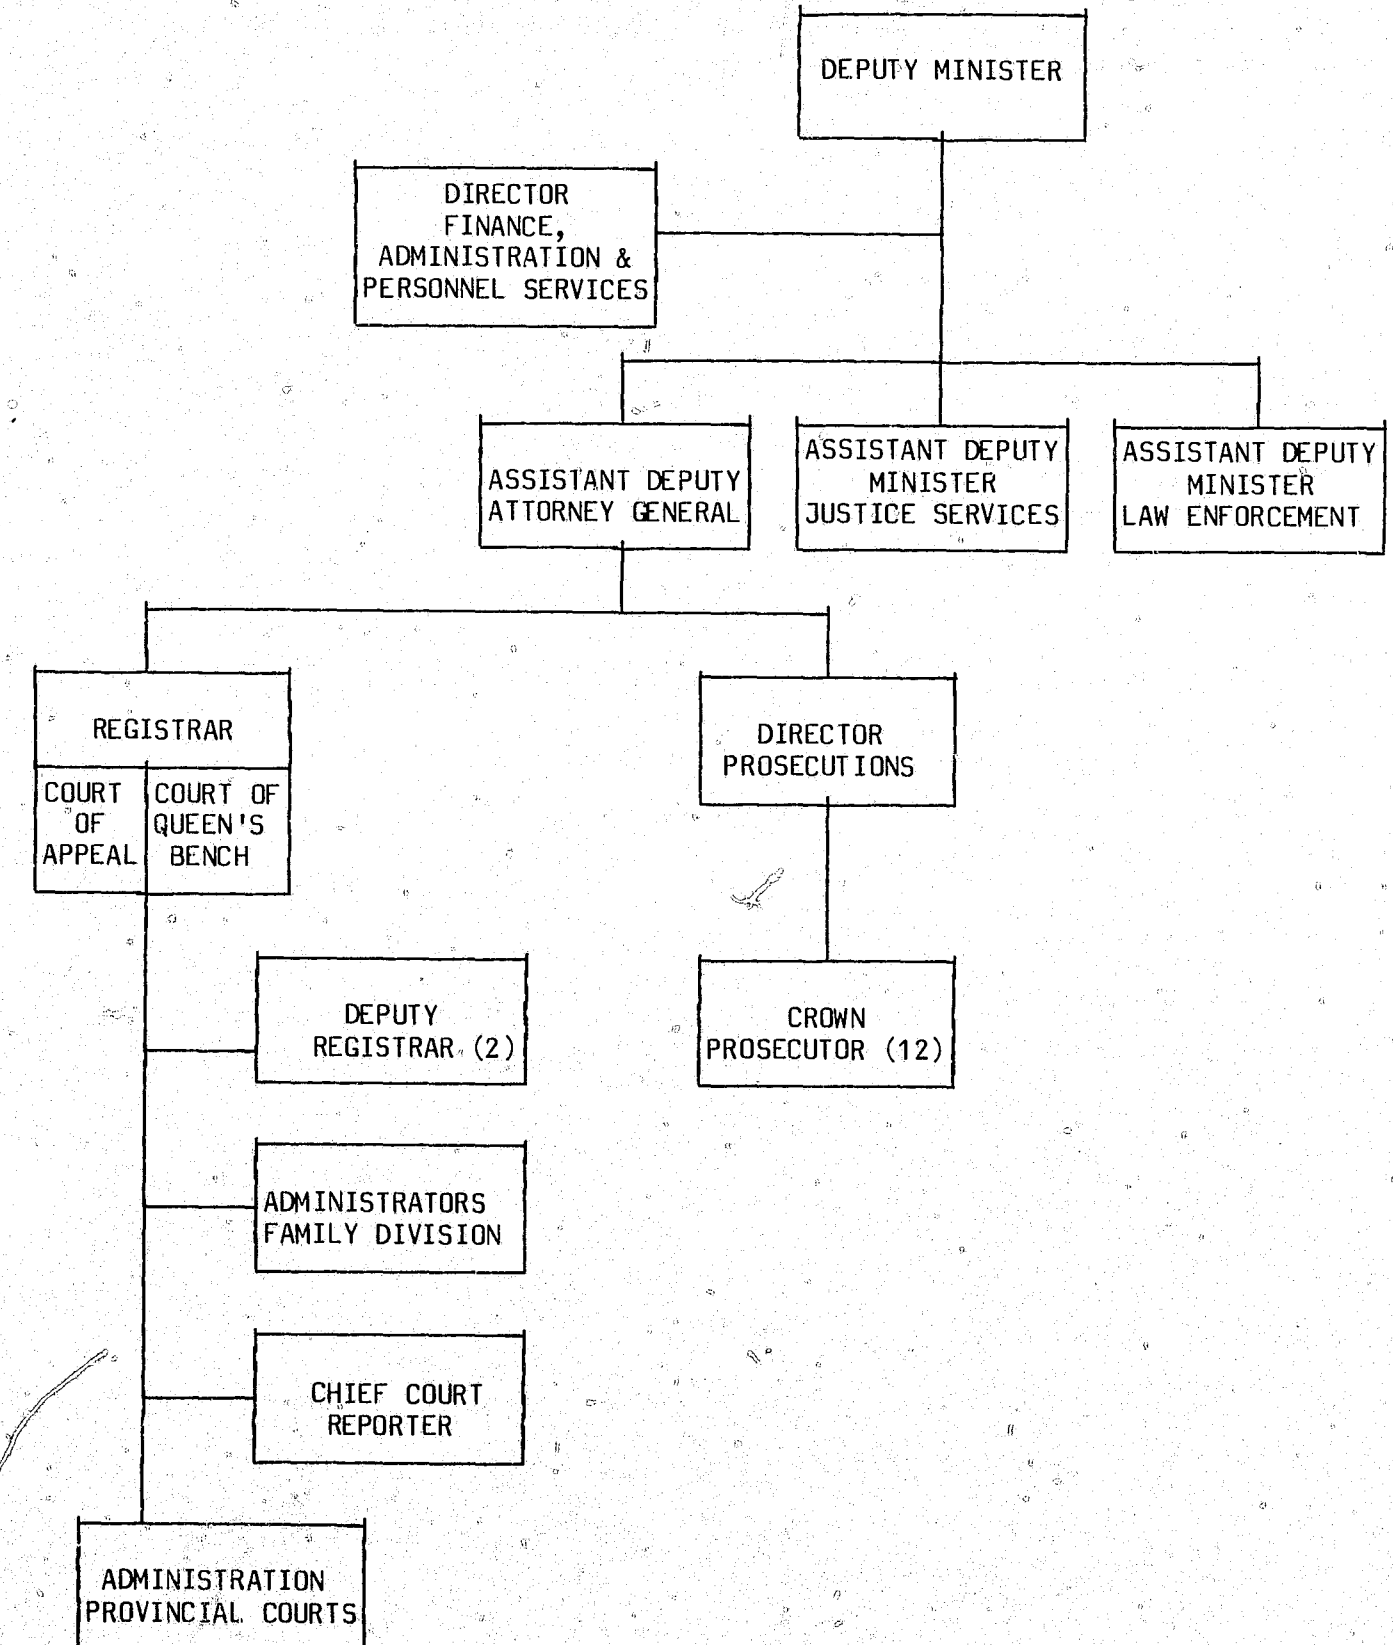 DEPUTY MINISTER
DIRECTOR
FINANCE,
ADMINISTRATION &
PERSONNEL SERVICES
ASSISTANT DEPUTY
ATTORNEY GENERAL
ASSISTANT DEPUTY
MINISTER
JUSTICE SERVICES
ASSISTANT DEPUTY
MINISTER
LAW ENFORCEMENT
REGISTRAR
COURT
OF
APPEAL
COURT OF
QUEEN'S
BENCH
DIRECTOR
PROSECUTIONS
DEPUTY
REGISTRAR (2)
CROWN
PROSECUTOR (12)
ADMINISTRATORS
FAMILY DIVISION
CHIEF COURT
REPORTER
ADMINISTRATION
PROVINCIAL COURTS